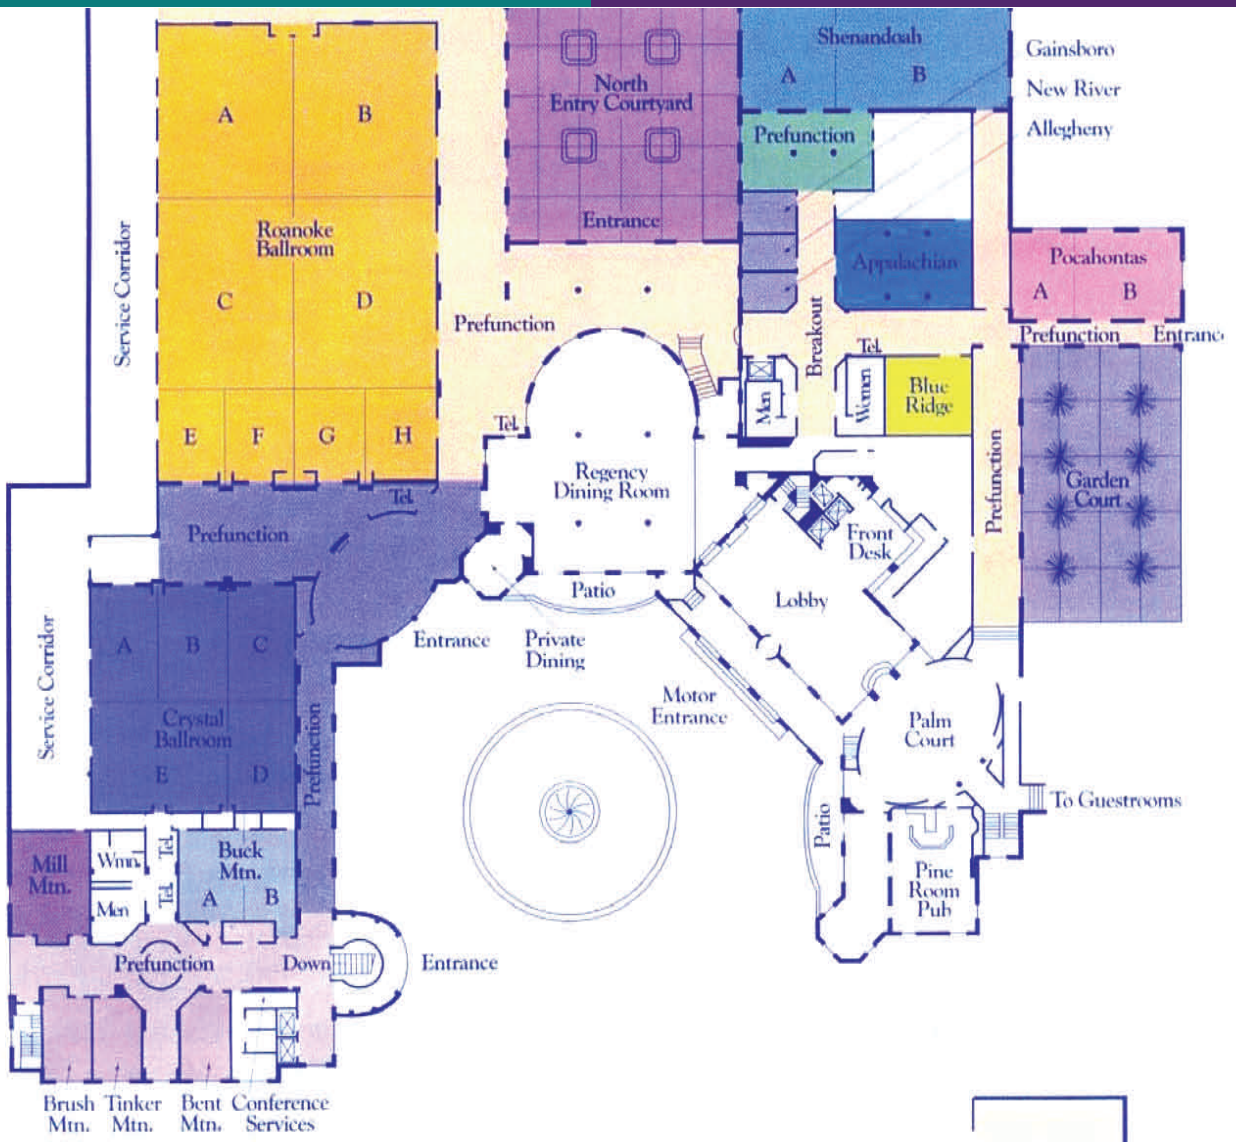 Shenandoah
A
B
Gainsboro
New River
Allegheny
North
Entry Courtyard
Entrance
Prefunction
A
B
Roanoke
Ballroom
C
D
E
F
G
H
Service Corridor
Prefunction
Tel.
Appalachian
Pocahontas
A
B
Prefunction
Entranc
Breakout
Tel.
Men
Women
Blue
Ridge
Prefunction
Garden
Court
Regency
Dining Room
Tel.
Prefunction
Front
Desk
Lobby
Patio
Entrance
Private
Dining
Motor
Entrance
Palm
Court
To Guestrooms
Patio
Pine
Room
Pub
Service Corridor
A
B
C
Crystal
Ballroom
E
D
Prefunction
Mill
Mtn.
Wmn.
Men
Tel.
Tel.
Buck
Mtn.
A
B
Prefunction
Down
Entrance
Brush
Mtn.
Tinker
Mtn.
Bent
Mtn.
Conference
Services